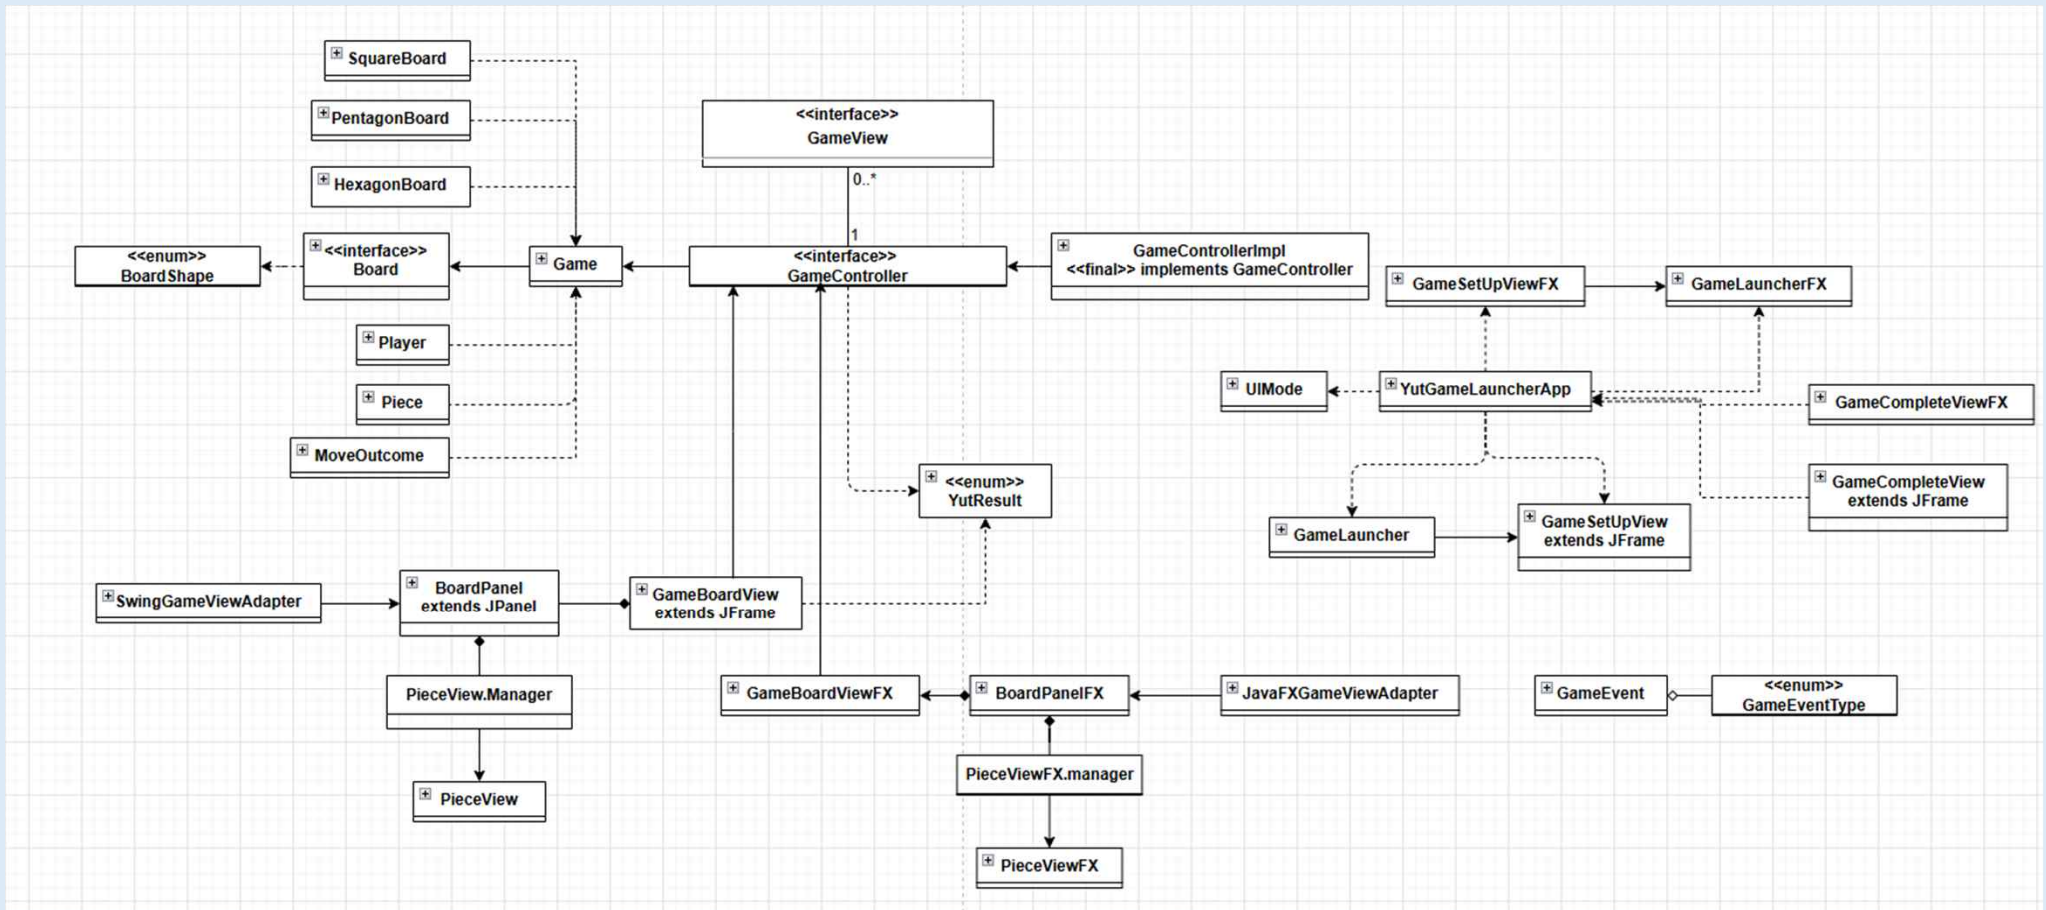 SquareBoard
PentagonBoard
HexagonBoard
<<interface>>
GameView
0..*
1
<<enum>>
BoardShape
<<interface>>
Board
Game
<<interface>>
GameController
GameControllerImpl
<<final>> implements GameController
GameSetUpViewFX
GameLauncherFX
Player
Piece
MoveOutcome
UIMode
YutGameLauncherApp
GameCompleteViewFX
<<enum>>
YutResult
GameCompleteView
extends JFrame
GameLauncher
GameSetUpView
extends JFrame
SwingGameViewAdapter
BoardPanel
extends JPanel
GameBoardView
extends JFrame
PieceView.Manager
GameBoardViewFX
BoardPanelFX
JavaFXGameViewAdapter
GameEvent
<<enum>>
GameEventType
PieceView
PieceViewFX.manager
PieceViewFX